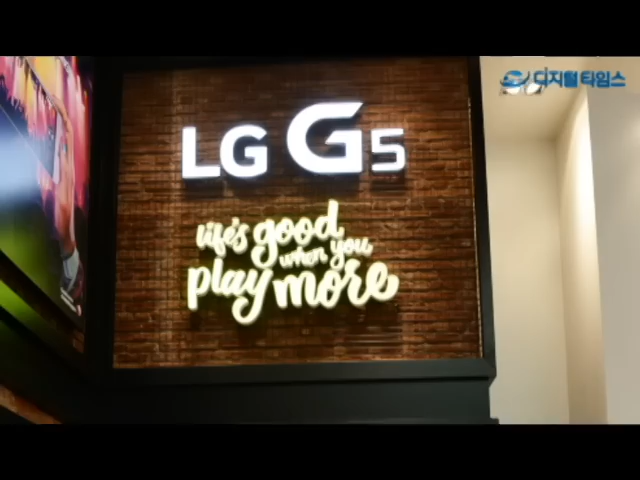 디지털타임스
LG G5
life's good
when you
play more